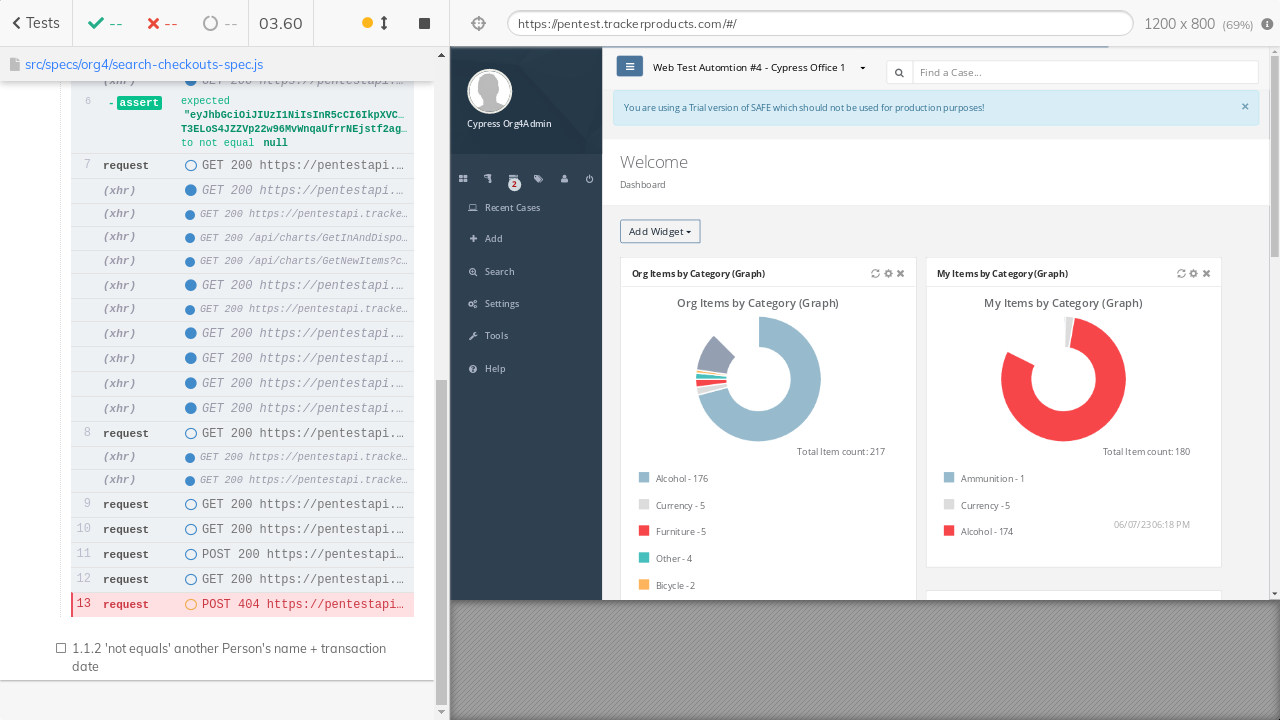 Tests
--
--
--
03.60
https://pentest.trackerproducts.com/#/
1200 x 800 (69%)
src/specs/org4/search-checkouts-spec.js
(xhr) GET 200 https://pentestapi.…
6 -assert expected
"eyJhbGciOiJIUzI1NiIsInR5cCI6IkpXVC…
T3ELoS4JZZVp22w96MvWnqaUfrrNEjstf2ag…
to not equal null
7 request GET 200 https://pentestapi.…
(xhr) GET 200 https://pentestapi.…
(xhr) GET 200 https://pentestapi.tracke…
(xhr) GET 200 /api/charts/GetInAndDispo…
(xhr) GET 200 /api/charts/GetNewItems?c…
(xhr) GET 200 https://pentestapi.…
(xhr) GET 200 https://pentestapi.tracke…
(xhr) GET 200 https://pentestapi.…
(xhr) GET 200 https://pentestapi.…
(xhr) GET 200 https://pentestapi.…
(xhr) GET 200 https://pentestapi.…
8 request GET 200 https://pentestapi.…
(xhr) GET 200 https://pentestapi.tracke…
(xhr) GET 200 https://pentestapi.tracke…
9 request GET 200 https://pentestapi.…
10 request GET 200 https://pentestapi.…
11 request POST 200 https://pentestapi…
12 request GET 200 https://pentestapi.…
13 request POST 404 https://pentestapi…
1.1.2 'not equals' another Person's name + transaction
date
Cypress Org4Admin
2
Recent Cases
Add
Search
Settings
Tools
Help
Web Test Automtion #4 - Cypress Office 1
Find a Case...
You are using a Trial version of SAFE which should not be used for production purposes!
×
Welcome
Dashboard
Add Widget
Org Items by Category (Graph)
Org Items by Category (Graph)
Total Item count: 217
Alcohol - 176
Currency - 5
Furniture - 5
Other - 4
Bicycle - 2
My Items by Category (Graph)
My Items by Category (Graph)
Total Item count: 180
Ammunition - 1
Currency - 5
06/07/23 06:18 PM
Alcohol - 174